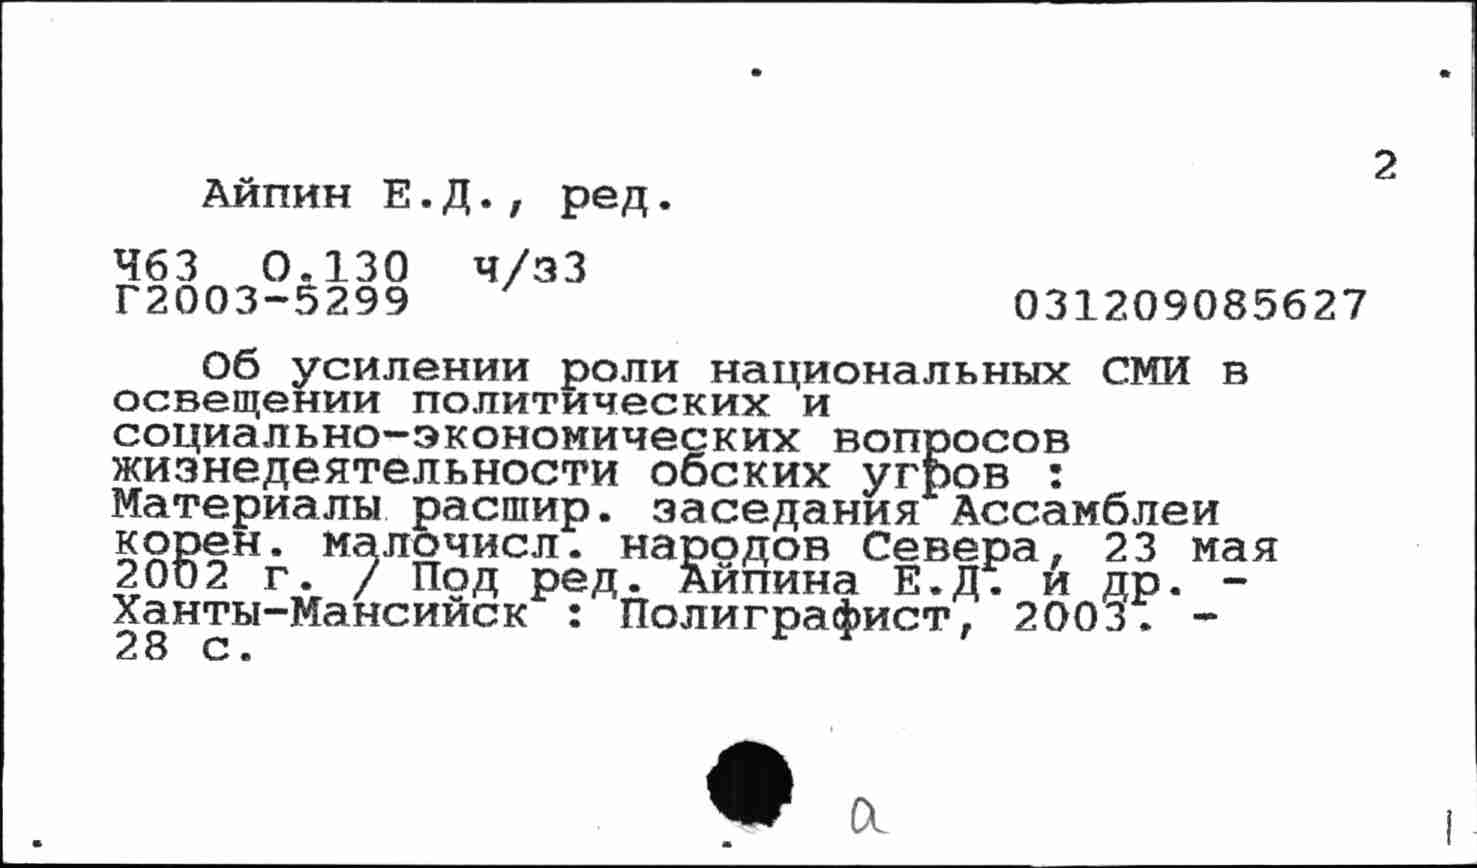 2
Айпин Е.Д., ред.
Ч63 О.130 ч/з3
Г2003-5299 031209085627
Об усилении роли национальных СМИ в
освещении политических и
социально-экономических вопросов
жизнедеятельности обских угров :
Материалы расшир. заседания Ассамблеи
корен. малочисл. народов Севера, 23 мая
2002 г. / Под ред. Айпина Е.Д. и др. -
Ханты-Мансийск : Полиграфист, 2003. -
28 с.
а